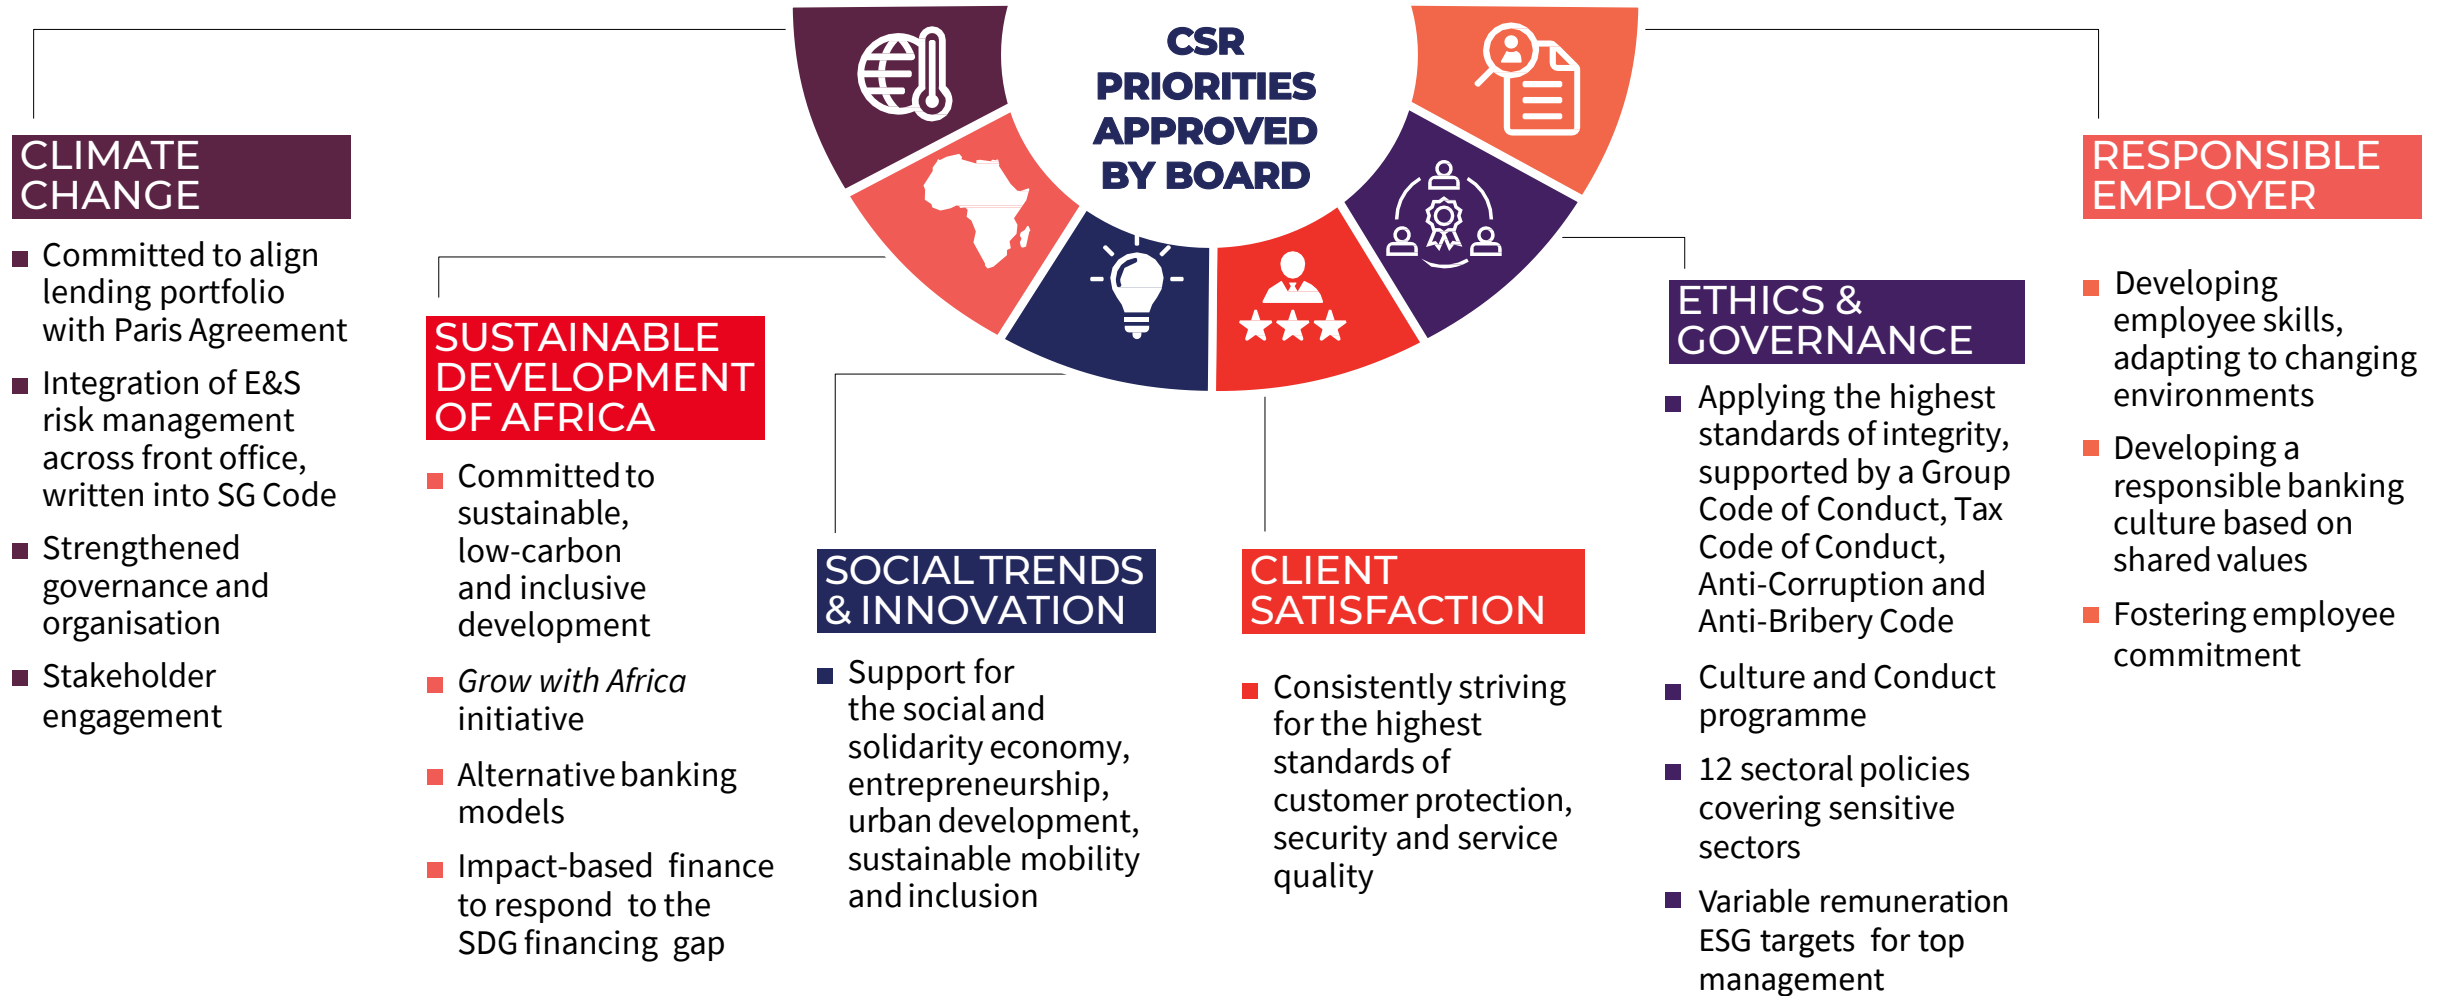 CSR
PRIORITIES
APPROVED
BY BOARD
CLIMATE
CHANGE
Committed to align
lending portfolio
with Paris Agreement
Integration of E&S
risk management
across front office,
written into SG Code
Strengthened
governance and
organisation
Stakeholder
engagement
SUSTAINABLE
DEVELOPMENT
OF AFRICA
Committed to
sustainable,
low-carbon
and inclusive
development
Grow with Africa
initiative
Alternative banking
models
Impact-based finance
to respond to the
SDG financing gap
SOCIAL TRENDS
& INNOVATION
Support for
the social and
solidarity economy,
entrepreneurship,
urban development,
sustainable mobility
and inclusion
CLIENT
SATISFACTION
Consistently striving
for the highest
standards of
customer protection,
security and service
quality
ETHICS &
GOVERNANCE
Applying the highest
standards of integrity,
supported by a Group
Code of Conduct, Tax
Code of Conduct,
Anti-Corruption and
Anti-Bribery Code
Culture and Conduct
programme
12 sectoral policies
covering sensitive
sectors
Variable remuneration
ESG targets for top
management
RESPONSIBLE
EMPLOYER
Developing
employee skills,
adapting to changing
environments
Developing a
responsible banking
culture based on
shared values
Fostering employee
commitment